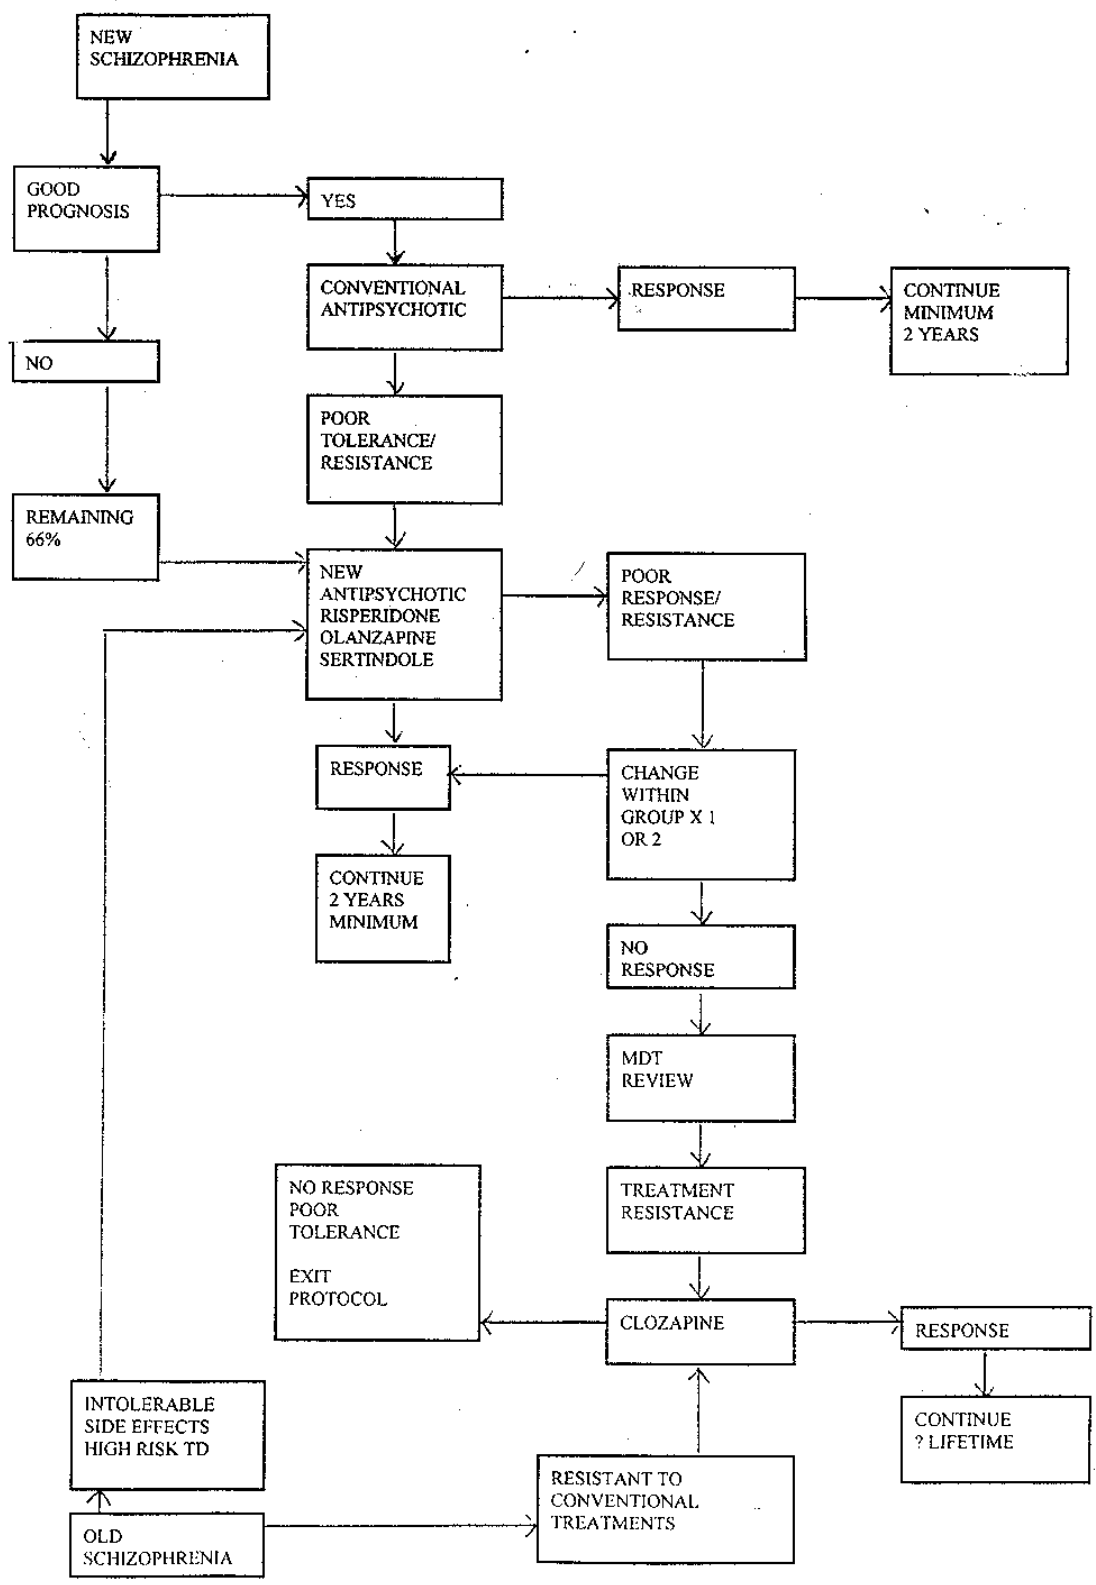 NEW
SCHIZOPHRENIA
GOOD
PROGNOSIS
YES
CONVENTIONAL
ANTIPSYCHOTIC
RESPONSE
CONTINUE
MINIMUM
2 YEARS
NO
POOR
TOLERANCE/
RESISTANCE
REMAINING
66%
NEW
ANTIPSYCHOTIC
RISPERIDONE
OLANZAPINE
SERTINDOLE
POOR
RESPONSE/
RESISTANCE
RESPONSE
CHANGE
WITHIN
GROUP X 1
OR 2
CONTINUE
2 YEARS
MINIMUM
NO
RESPONSE
MDT
REVIEW
TREATMENT
RESISTANCE
NO RESPONSE
POOR
TOLERANCE
EXIT
PROTOCOL
CLOZAPINE
RESPONSE
CONTINUE
? LIFETIME
INTOLERABLE
SIDE EFFECTS
HIGH RISK TD
RESISTANT TO
CONVENTIONAL
TREATMENTS
OLD
SCHIZOPHRENIA